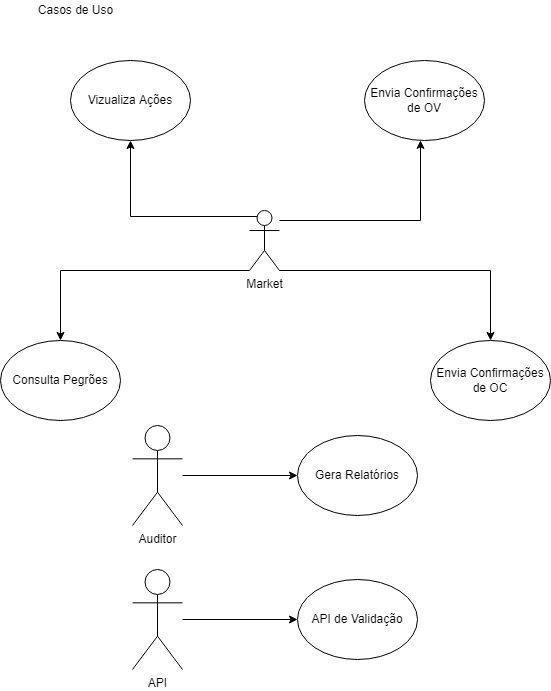 Casos de Uso
Vizualiza Ações
Envia Confirmações
de OV
Market
Consulta Pegrões
Envia Confirmações
de OC
Gera Relatórios
Auditor
API de Validação
API